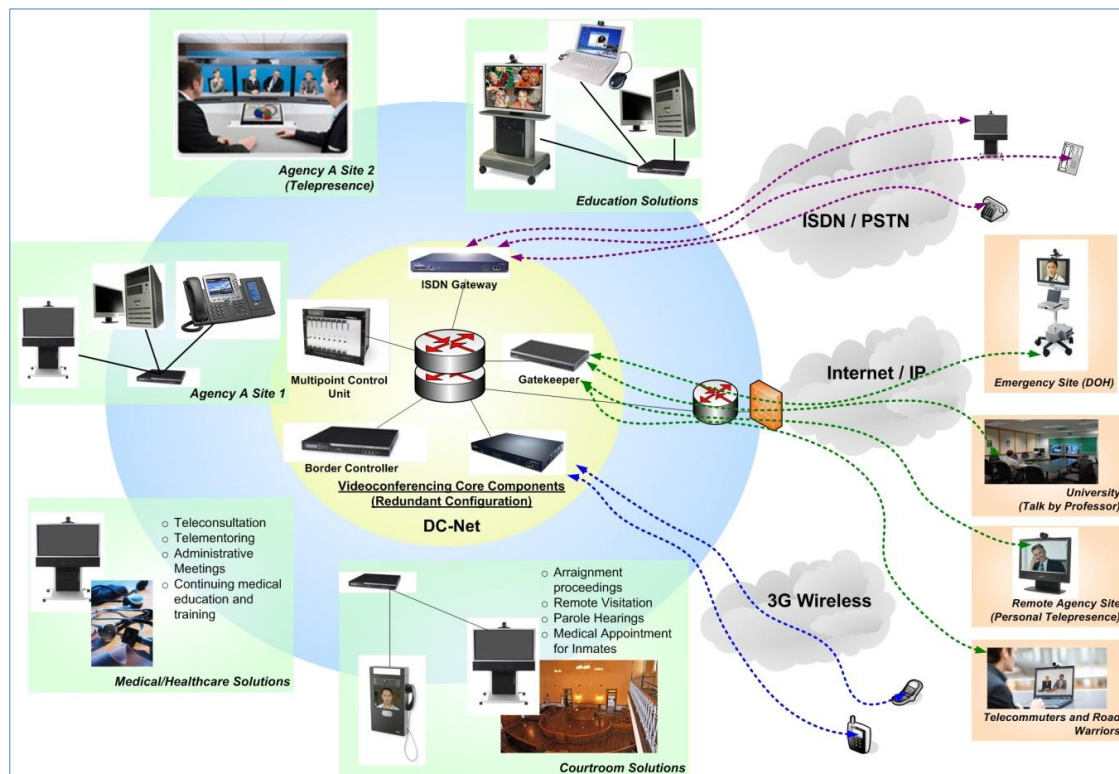 Agency A Site 2
(Telepresence)
Education Solutions
ISDN / PSTN
ISDN Gateway
Agency A Site 1
Multipoint Control
Unit
Gatekeeper
Internet / IP
Emergency Site (DOH)
Border Controller
Videoconferencing Core Components
(Redundant Configuration)
DC-Net
University
(Talk by Professor)
Remote Agency Site
(Personal Telepresence)
3G Wireless
Telecommuters and Road
Warriors
○ Teleconsultation
○ Telementoring
○ Administrative
Meetings
○ Continuing medical
education and
training
Medical/Healthcare Solutions
○ Arraignment
proceedings
○ Remote Visitation
○ Parole Hearings
○ Medical Appointment
for Inmates
Courtroom Solutions